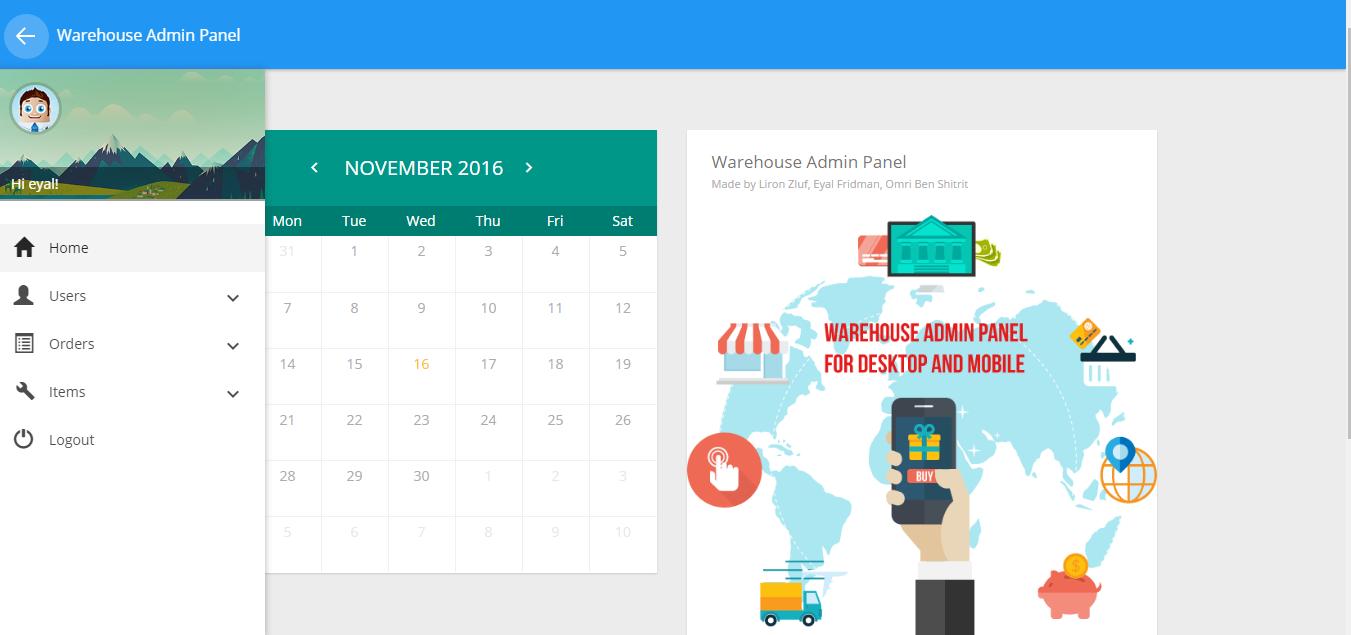 Warehouse Admin Panel
Hi eyal!
Home
Users
Orders
Items
Logout
NOVEMBER 2016
Mon Tue Wed Thu Fri Sat
31 1 2 3 4 5
7 8 9 10 11 12
14 15 16 17 18 19
21 22 23 24 25 26
28 29 30 1 2 3
5 6 7 8 9 10
Warehouse Admin Panel
Made by Liron Zluf, Eyal Fridman, Omri Ben Shitrit
WAREHOUSE ADMIN PANEL
FOR DESKTOP AND MOBILE
BUY
$